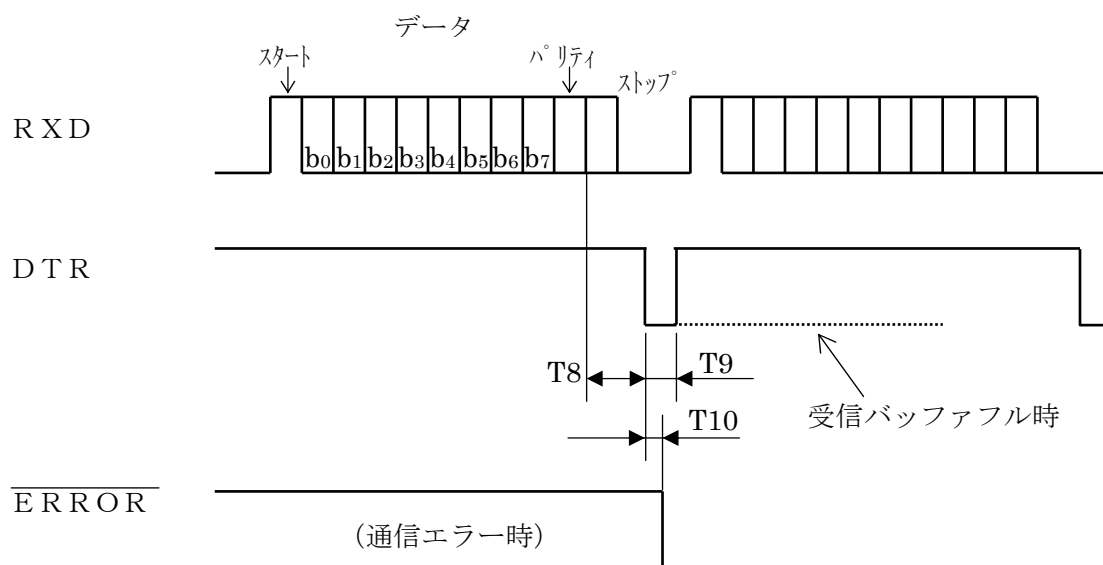 データ
スタート
パリティ
ストップ
RXD
b0 b1 b2 b3 b4 b5 b6 b7
DTR
T8
T9
受信バッファフル時
T10
ERROR
(通信エラー時)